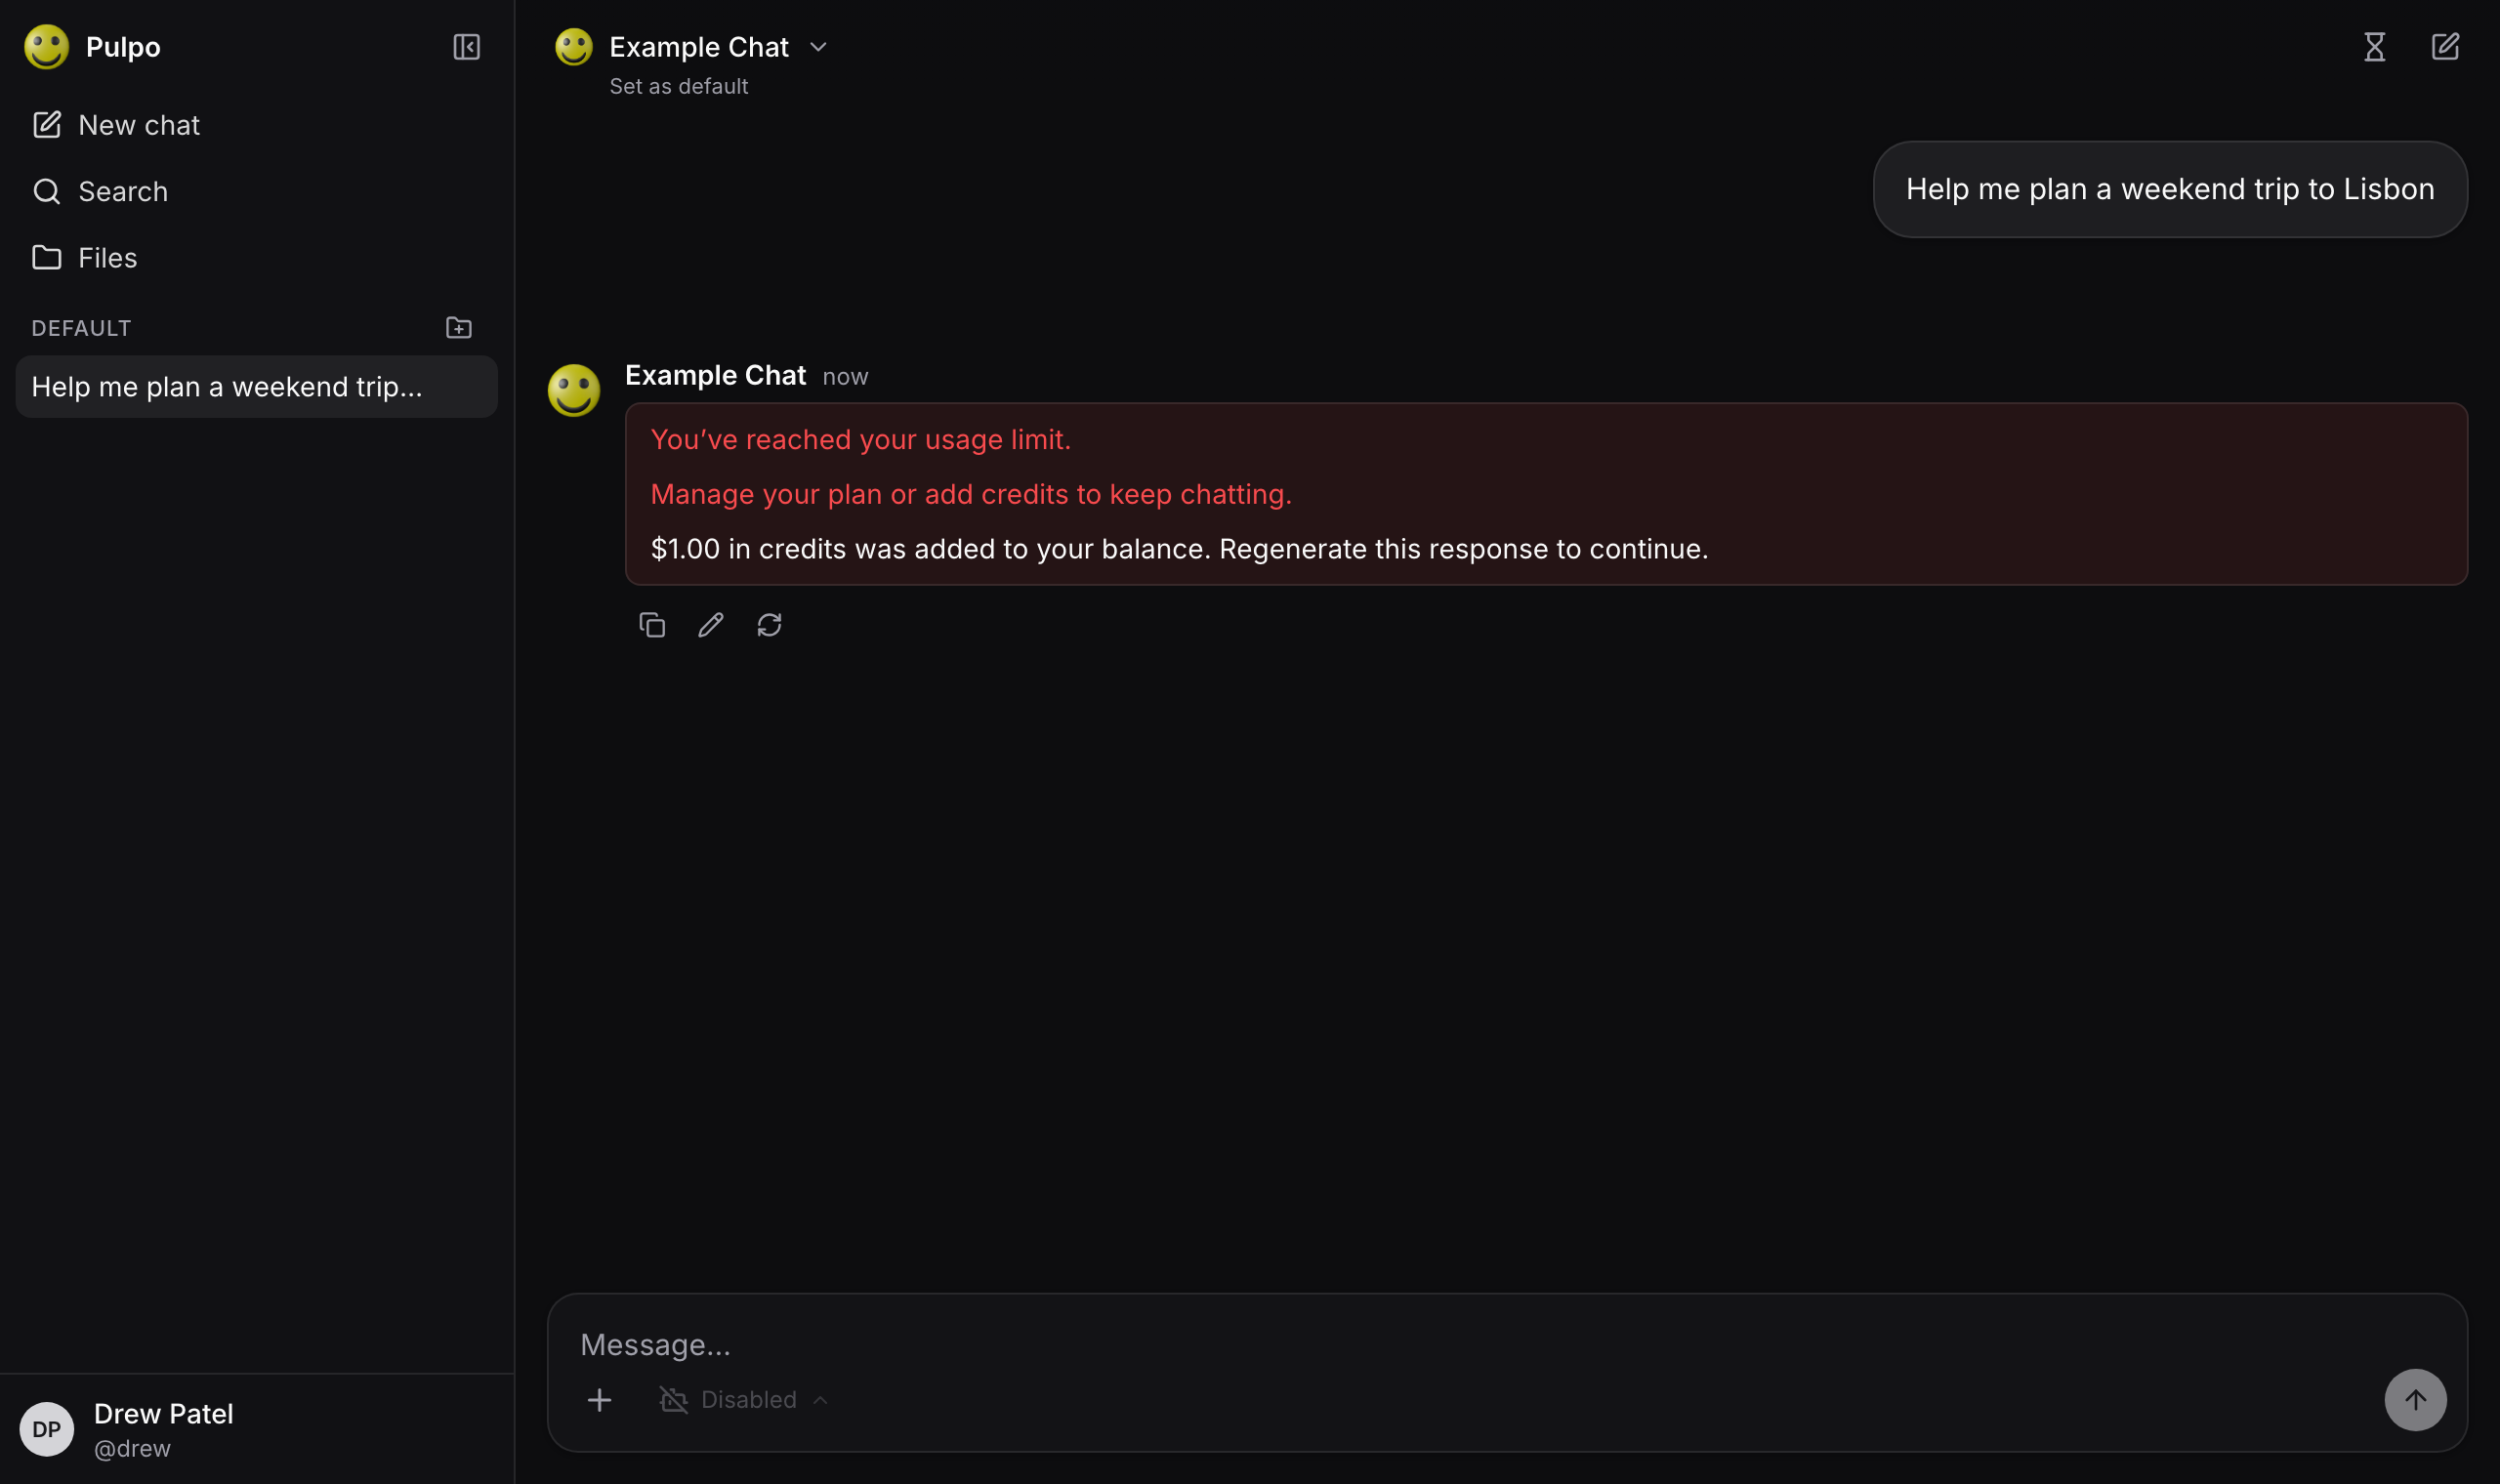 Pulpo
New chat
Search
Files
DEFAULT
Help me plan a weekend trip...
Drew Patel
@drew
DP
Example Chat
Set as default
Help me plan a weekend trip to Lisbon
Example Chat now
You’ve reached your usage limit.
Manage your plan or add credits to keep chatting.
$1.00 in credits was added to your balance. Regenerate this response to continue.
Message...
Disabled